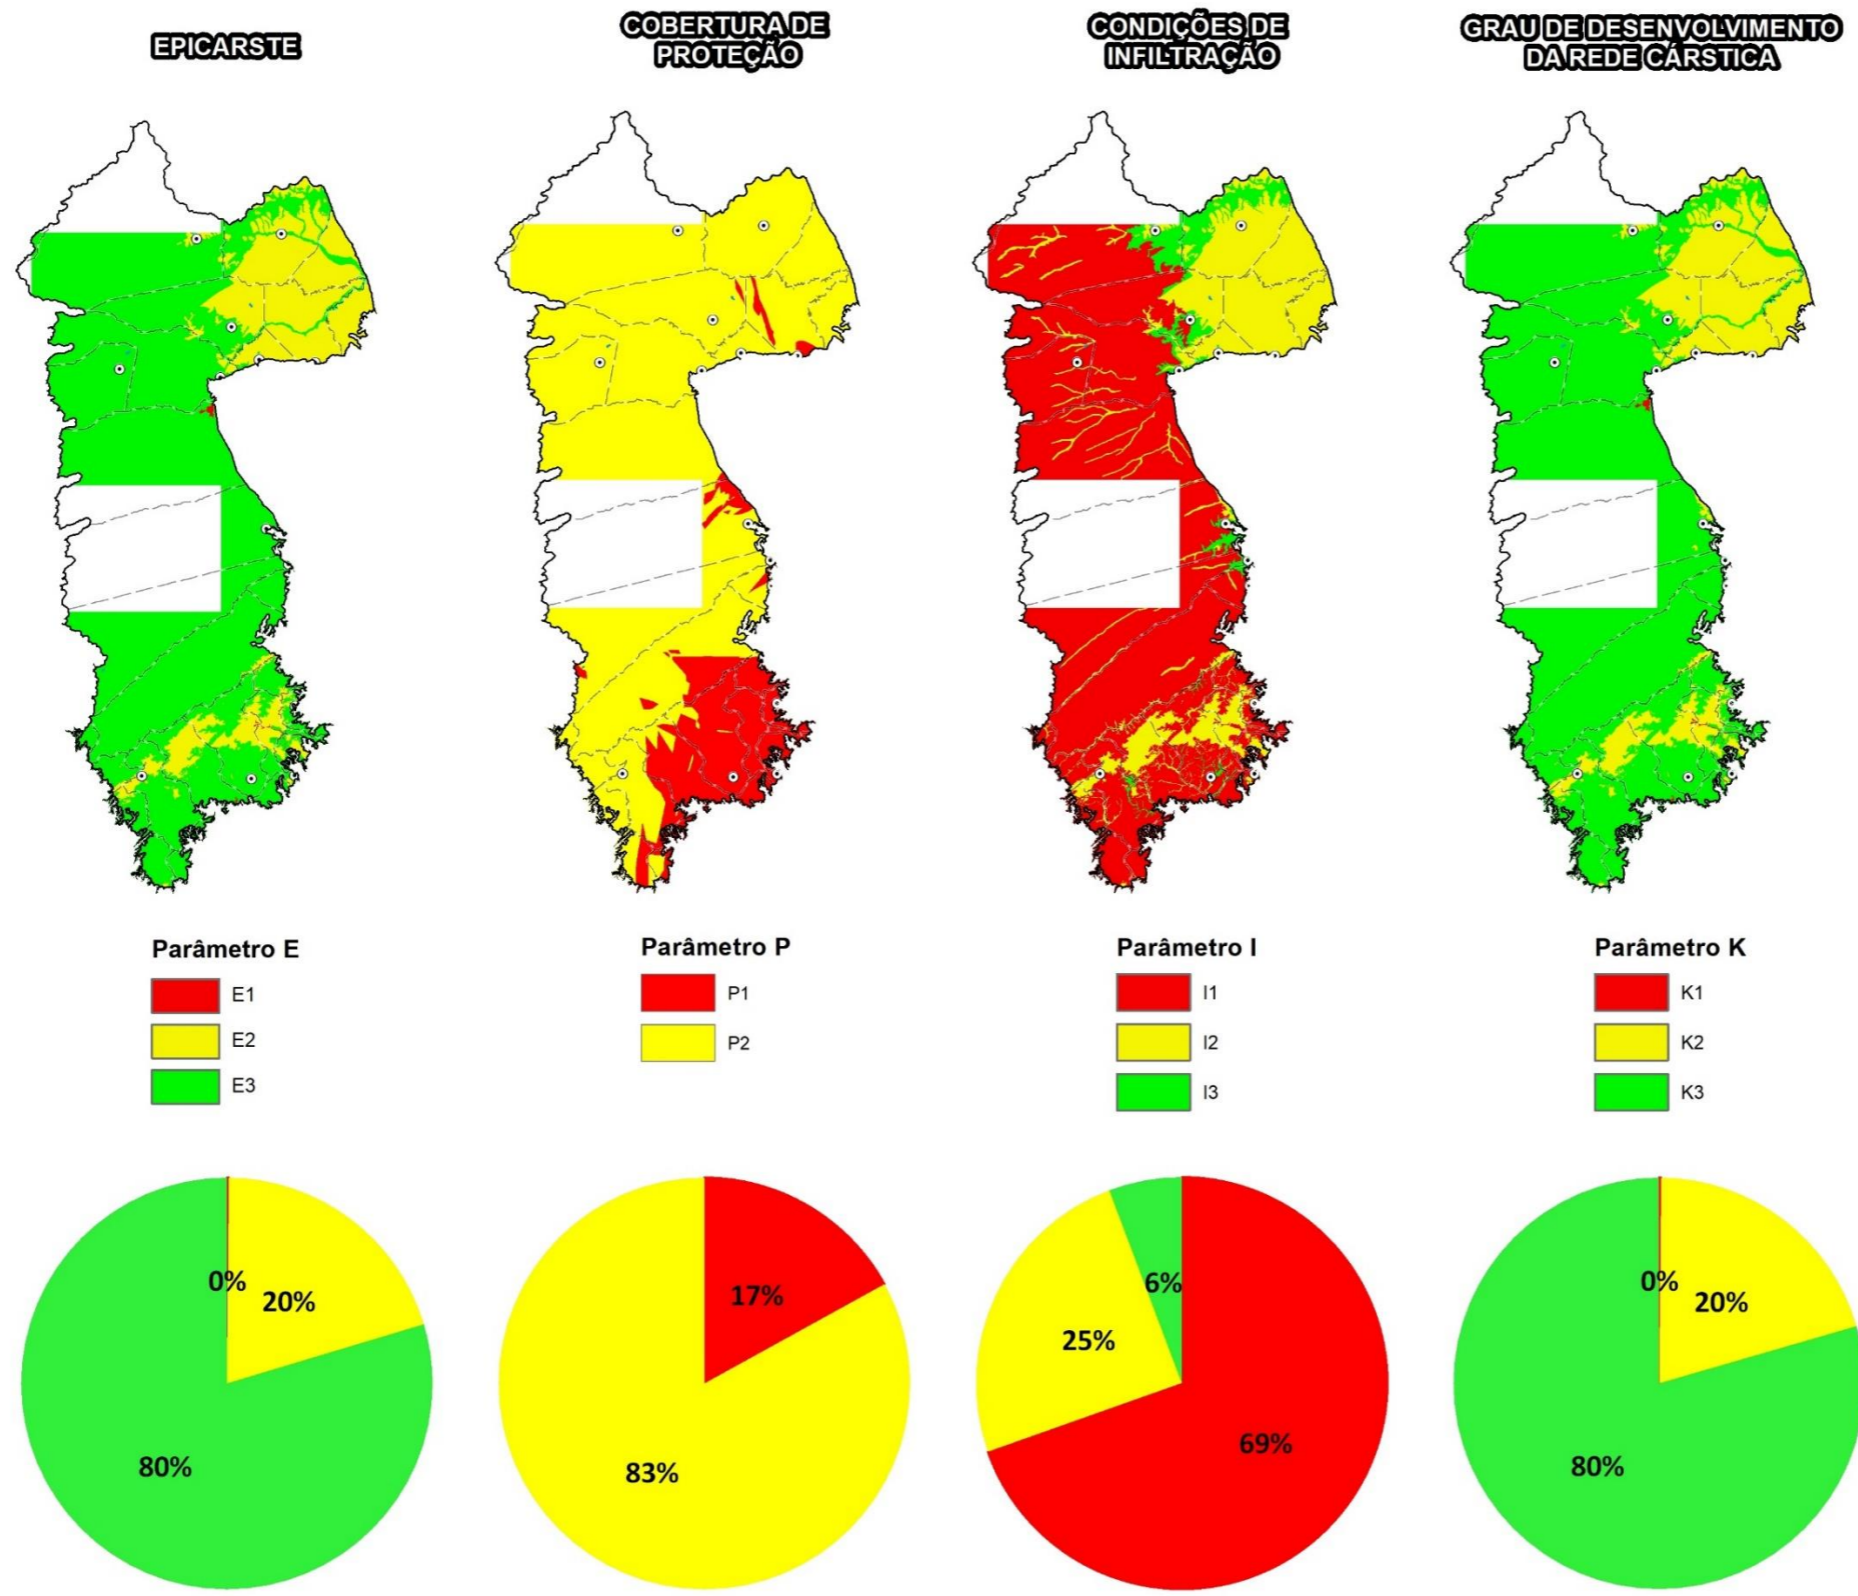 EPICARSTE
COBERTURA DE
PROTEÇÃO
CONDIÇÕES DE
INFILTRAÇÃO
GRAU DE DESENVOLVIMENTO
DA REDE CÁRSTICA
Parâmetro E
E1
E2
E3
Parâmetro P
P1
P2
Parâmetro I
I1
I2
I3
Parâmetro K
K1
K2
K3
0%
20%
80%
17%
83%
6%
25%
69%
0%
20%
80%